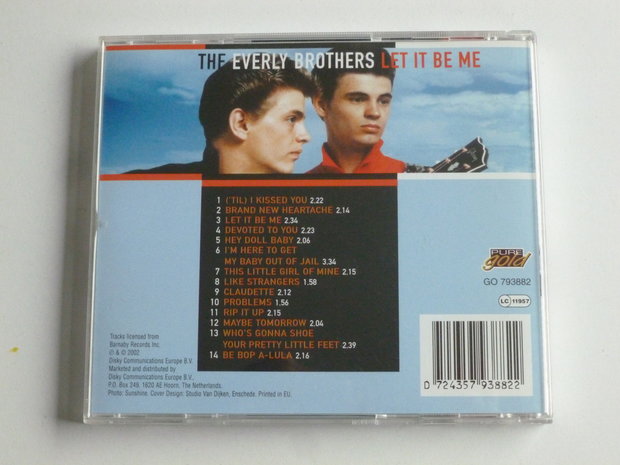 THE EVERLY BROTHERS LET IT BE ME
1 ('TIL) I KISSED YOU 2.22
2 BRAND NEW HEARTACHE 2.14
3 LET IT BE ME 2.34
4 DEVOTED TO YOU 2.23
5 HEY DOLL BABY 2.06
6 I'M HERE TO GET
MY BABY OUT OF JAIL 3.34
7 THIS LITTLE GIRL OF MINE 2.15
8 LIKE STRANGERS 1.58
9 CLAUDETTE 2.12
10 PROBLEMS 1.56
11 RIP IT UP 2.15
12 MAYBE TOMORROW 2.04
13 WHO'S GONNA SHOE
YOUR PRETTY LITTLE FEET 2.39
14 BE BOP A-LULA 2.16
PURE
gold
GO 793882
LC 11957
0 724357 938822
Tracks licensed from
Barnaby Records Inc.
℗ & © 2002
Disky Communications Europe B.V.
Marketed and distributed by
Disky Communications Europe B.V.,
P.O. Box 249, 1620 AE Hoorn, The Netherlands.
Photo: Sunshine. Cover Design: Studio Van Dijken, Enschede. Printed in EU.